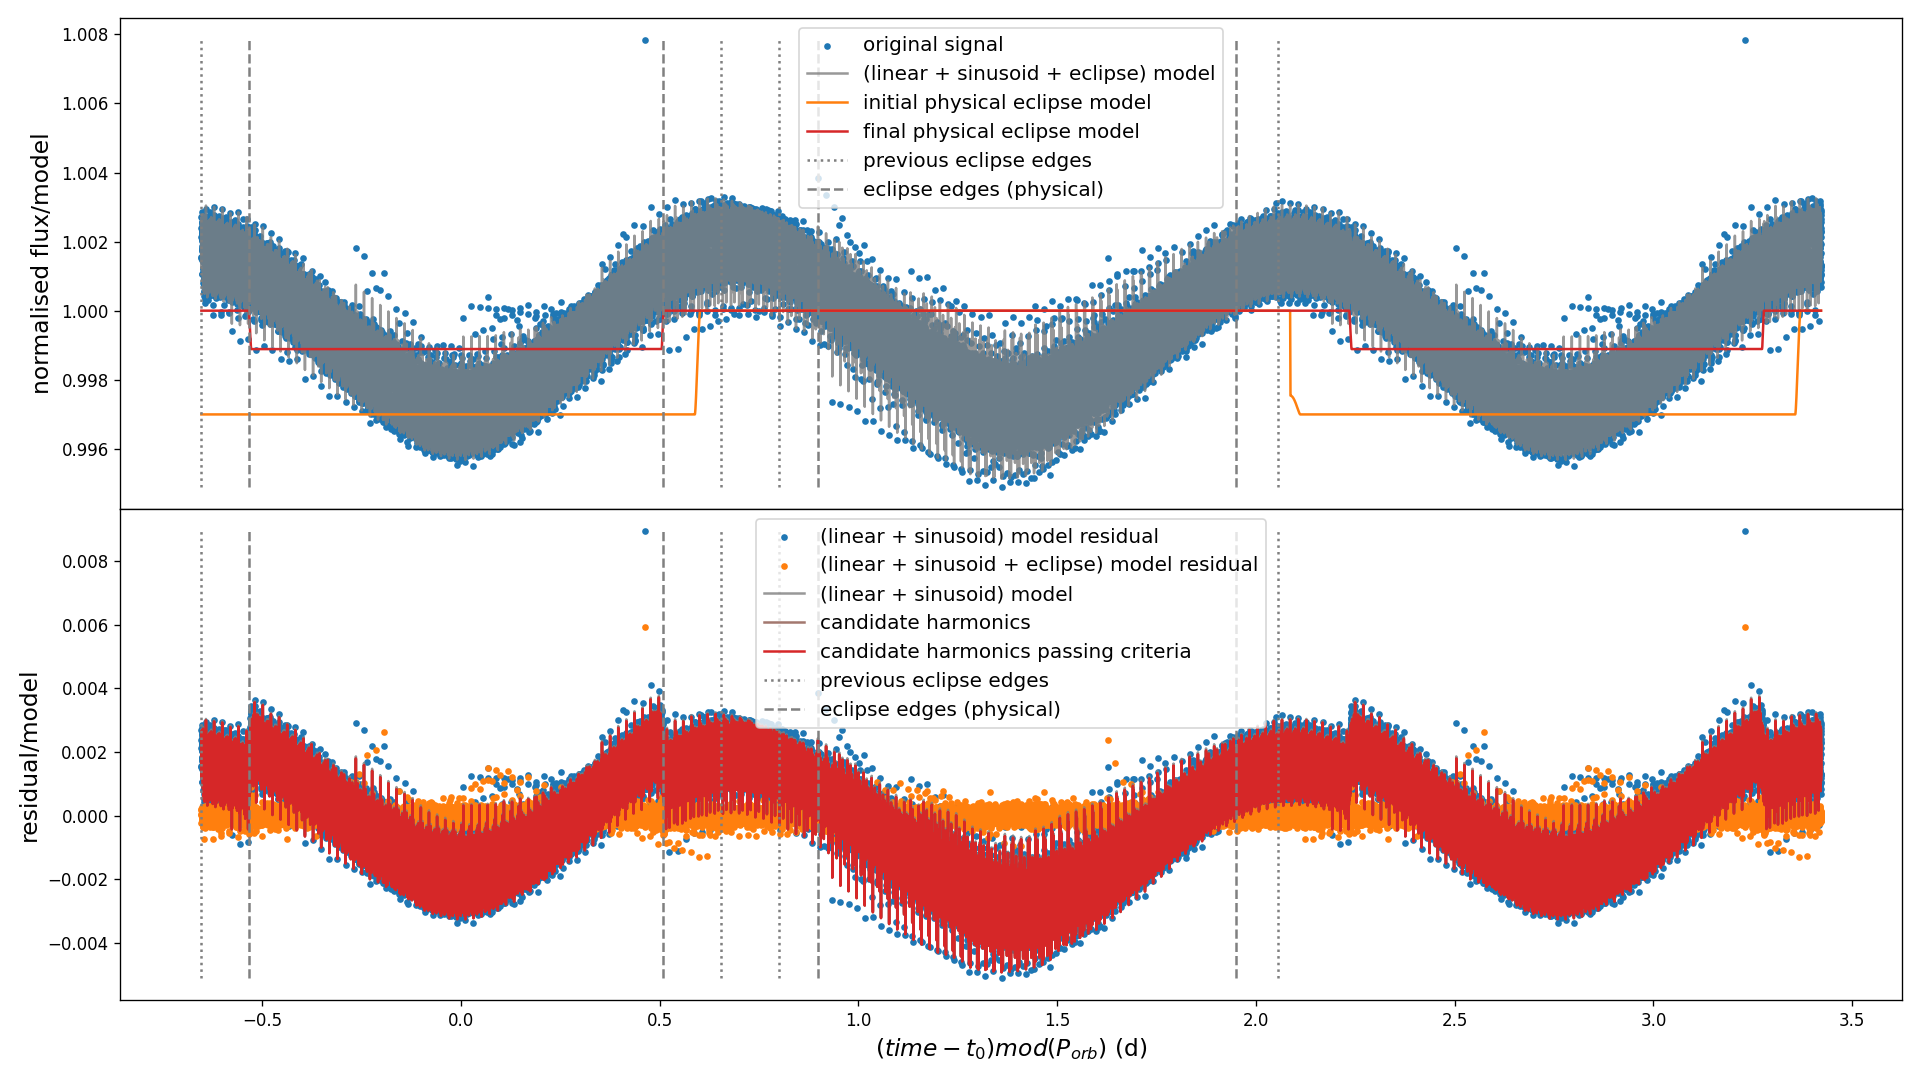 1.008
1.006
1.004
1.002
1.000
0.998
0.996
normalised flux/model
original signal
(linear + sinusoid + eclipse) model
initial physical eclipse model
final physical eclipse model
previous eclipse edges
eclipse edges (physical)
0.008
0.006
0.004
0.002
0.000
−0.002
−0.004
residual/model
(linear + sinusoid) model residual
(linear + sinusoid + eclipse) model residual
(linear + sinusoid) model
candidate harmonics
candidate harmonics passing criteria
previous eclipse edges
eclipse edges (physical)
−0.5 0.0 0.5 1.0 1.5 2.0 2.5 3.0 3.5
(time − t₀)mod(P_orb) (d)